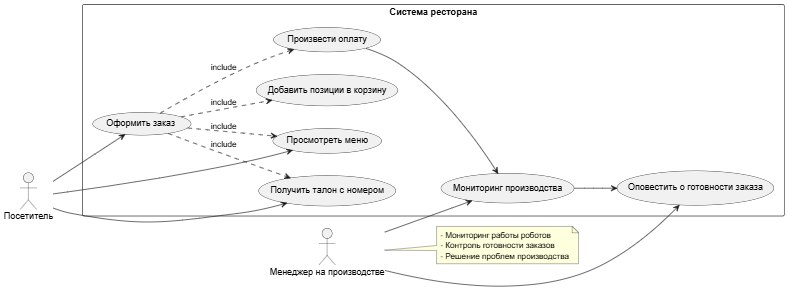 Система ресторана
Произвести оплату
include
Добавить позиции в корзину
include
Оформить заказ
include
Просмотреть меню
include
Получить талон с номером
Мониторинг производства
Оповестить о готовности заказа
Посетитель
- Мониторинг работы роботов
- Контроль готовности заказов
- Решение проблем производства
Менеджер на производстве